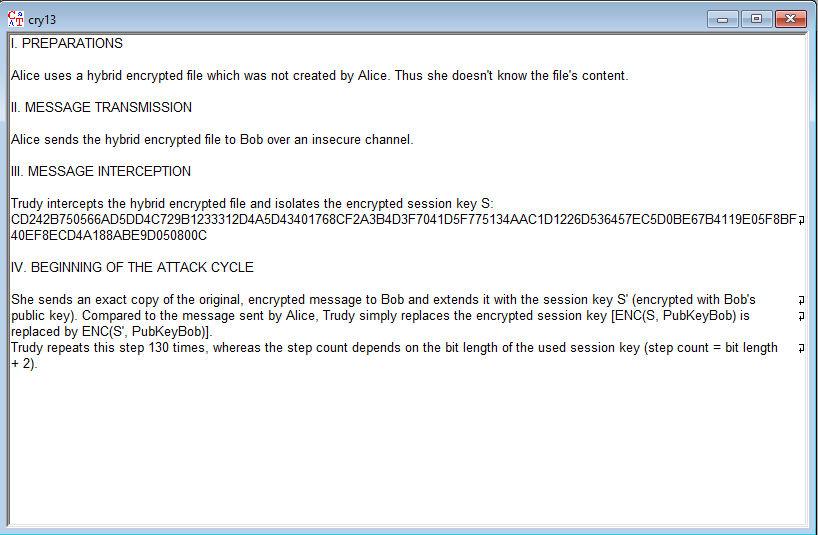 cry13
I. PREPARATIONS
Alice uses a hybrid encrypted file which was not created by Alice. Thus she doesn't know the file's content.
II. MESSAGE TRANSMISSION
Alice sends the hybrid encrypted file to Bob over an insecure channel.
III. MESSAGE INTERCEPTION
Trudy intercepts the hybrid encrypted file and isolates the encrypted session key S:
CD242B750566AD5DD4C729B1233312D4A5D43401768CF2A3B4D3F7041D5F775134AAC1D1226D536457EC5D0BE67B4119E05F8BF
40EF8ECD4A188ABE9D050800C
IV. BEGINNING OF THE ATTACK CYCLE
She sends an exact copy of the original, encrypted message to Bob and extends it with the session key S' (encrypted with Bob's
public key). Compared to the message sent by Alice, Trudy simply replaces the encrypted session key [ENC(S, PubKeyBob) is
replaced by ENC(S', PubKeyBob)].
Trudy repeats this step 130 times, whereas the step count depends on the bit length of the used session key (step count = bit length
+ 2).